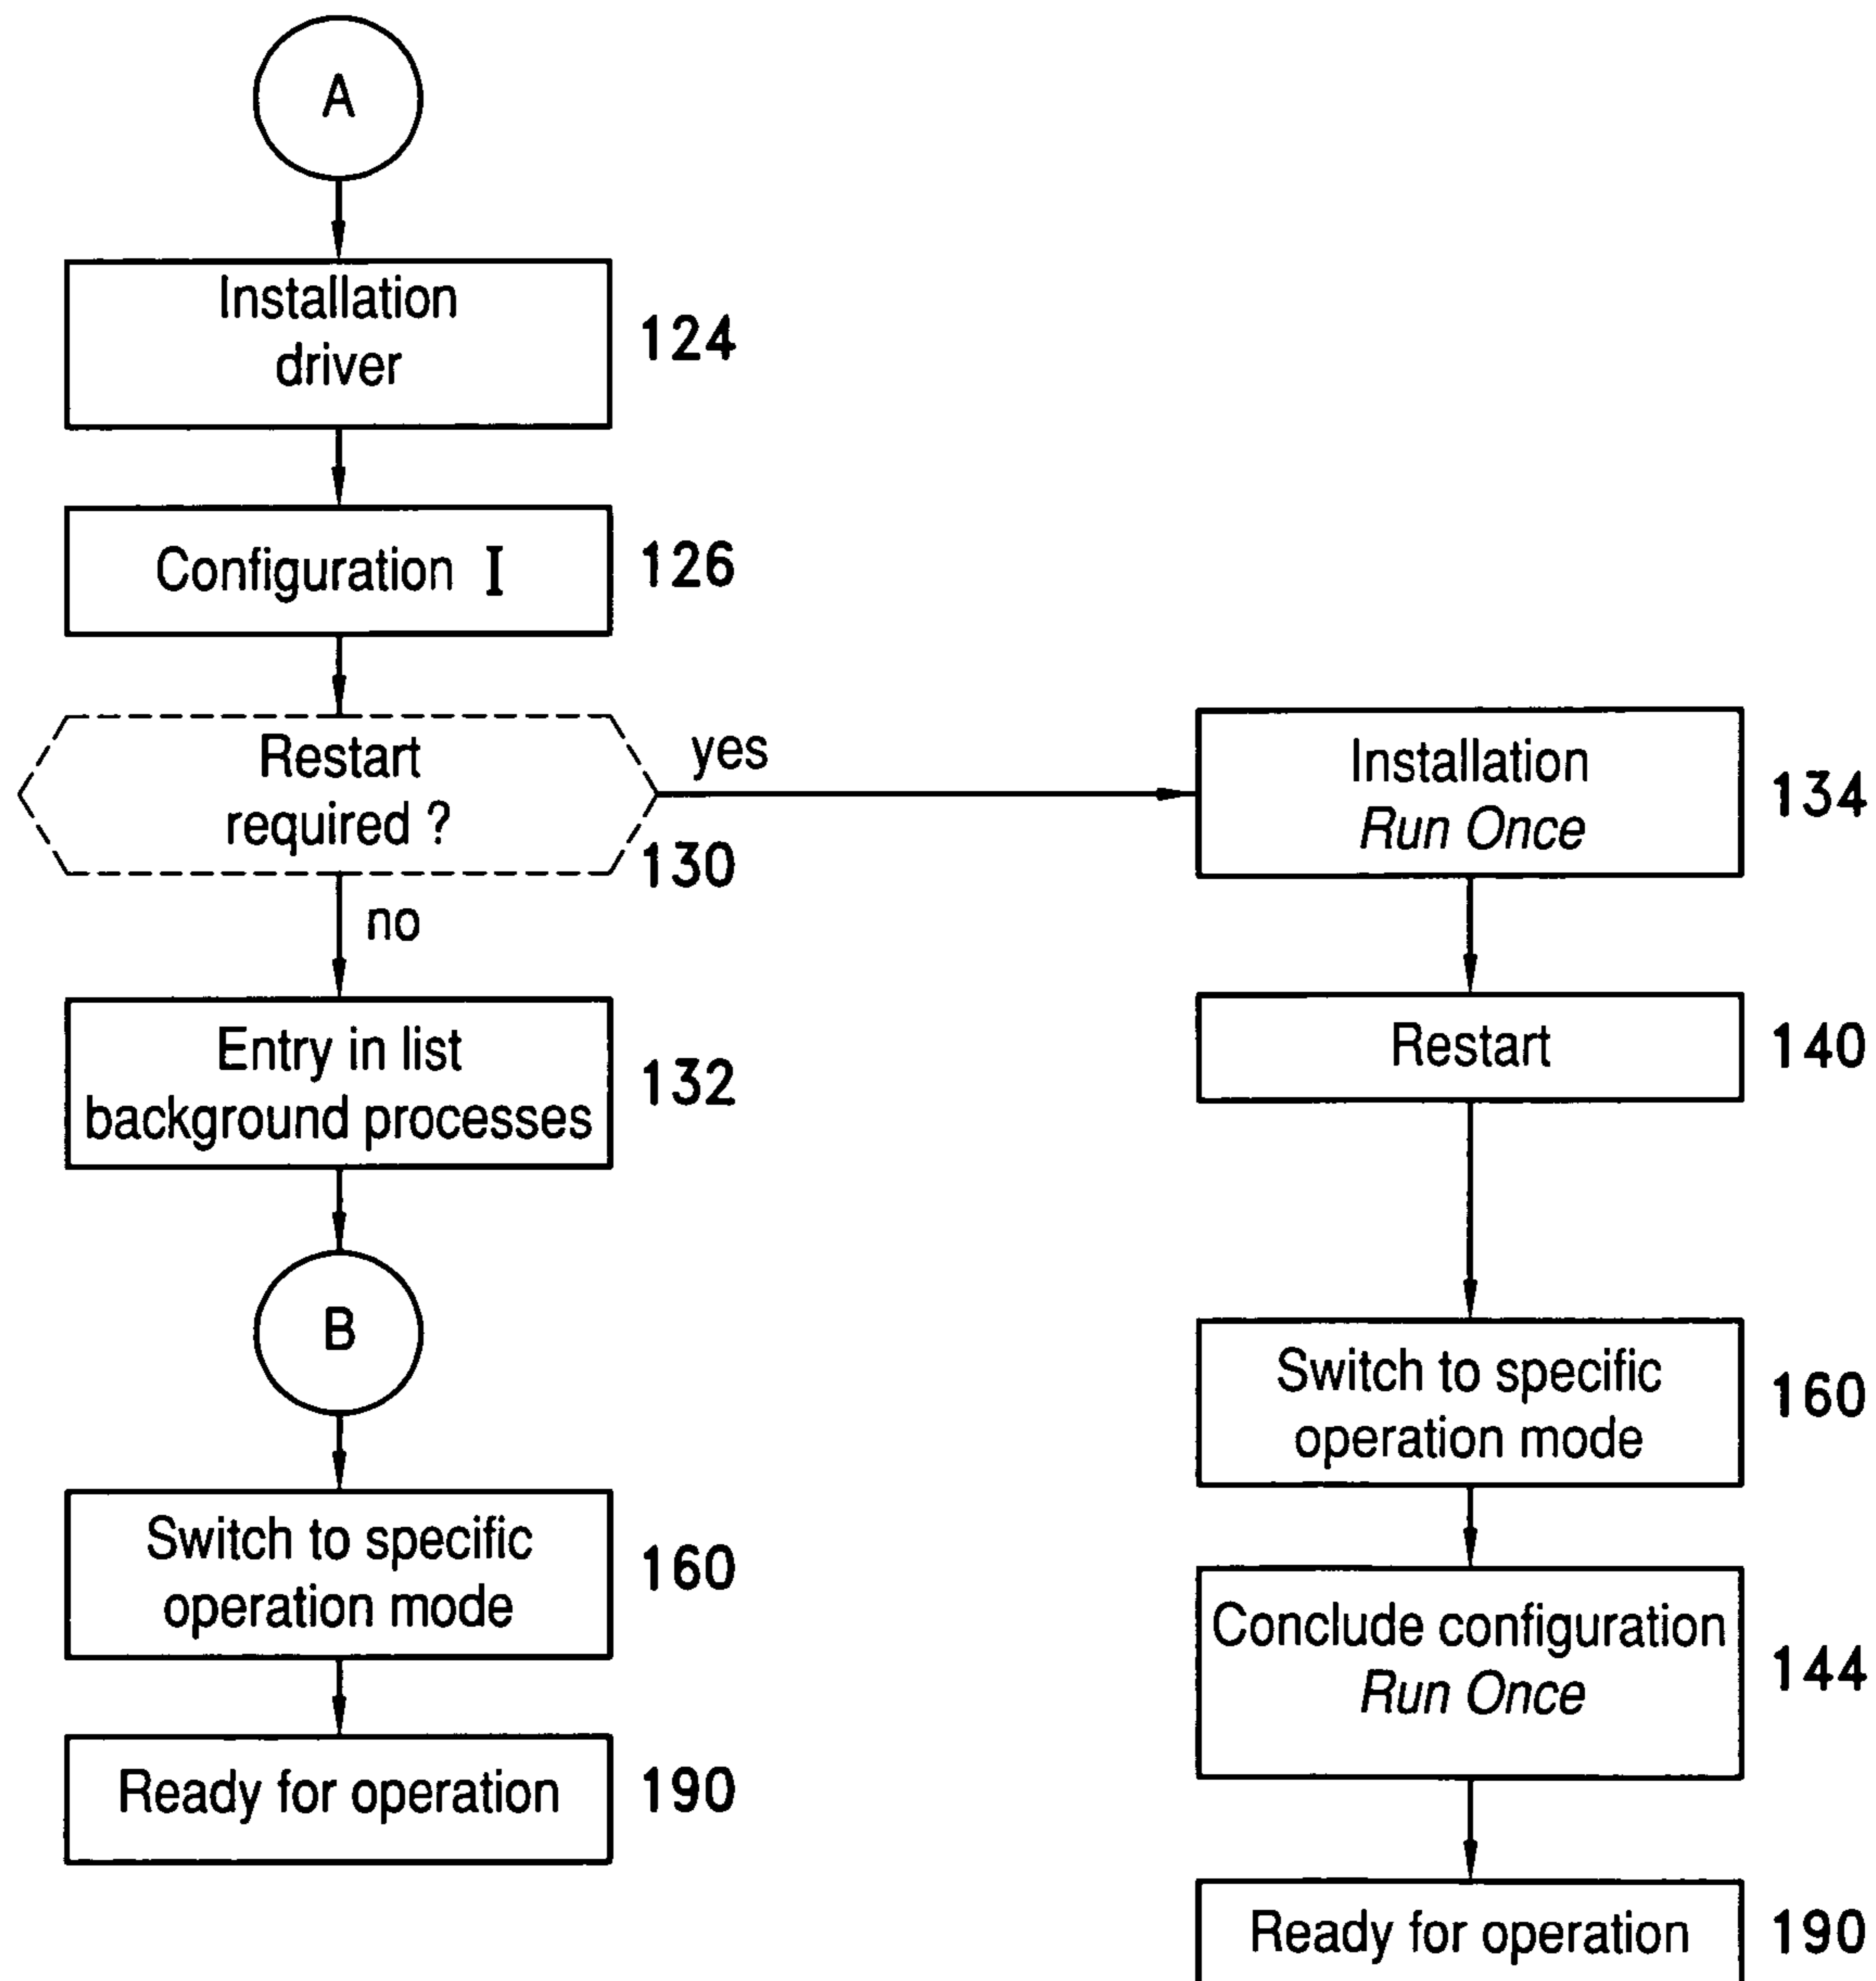 A
Installation
driver
124
Configuration I
126
Restart
required ?
130
yes
no
Entry in list
background processes
132
B
Switch to specific
operation mode
160
Ready for operation
190
Installation
Run Once
134
Restart
140
Switch to specific
operation mode
160
Conclude configuration
Run Once
144
Ready for operation
190